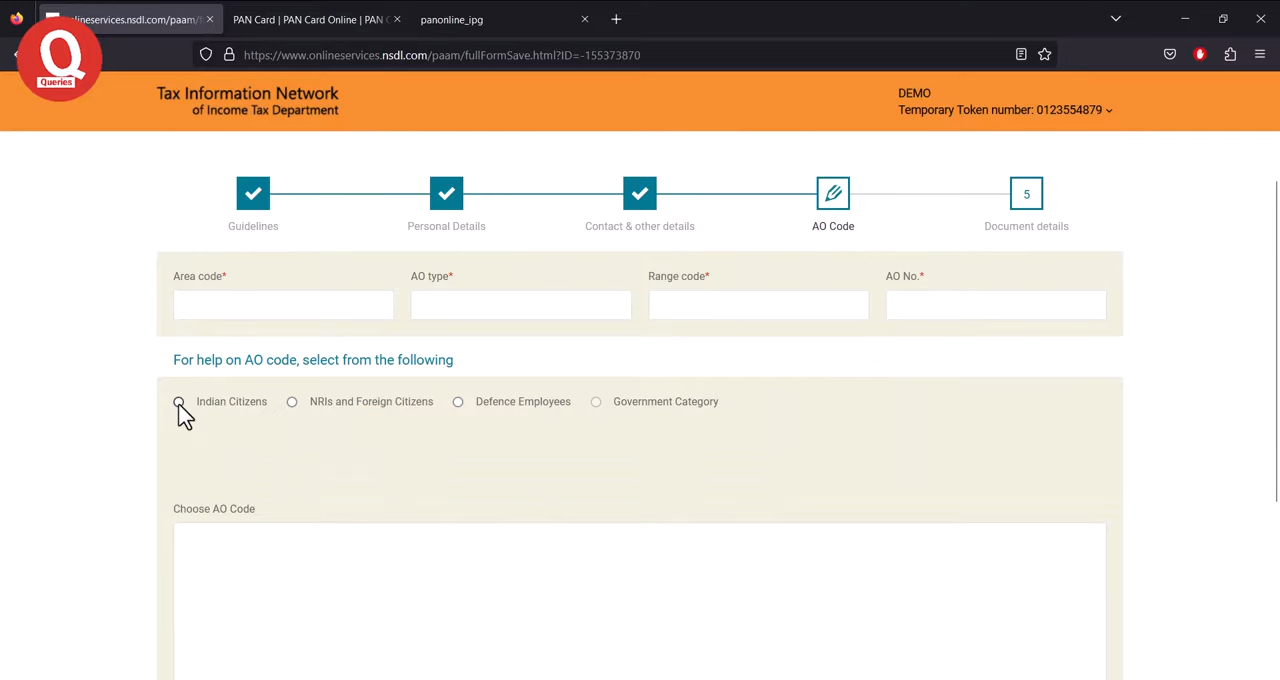 onlineservices.nsdl.com/paam/f
PAN Card | PAN Card Online | PAN
panonline_ipg
https://www.onlineservices.nsdl.com/paam/fullFormSave.html?ID=-155373870
Q
Queries
Tax Information Network
of Income Tax Department
DEMO
Temporary Token number: 0123554879
5
Guidelines
Personal Details
Contact & other details
AO Code
Document details
Area code*
AO type*
Range code*
AO No.*
For help on AO code, select from the following
Indian Citizens
NRIs and Foreign Citizens
Defence Employees
Government Category
Choose AO Code